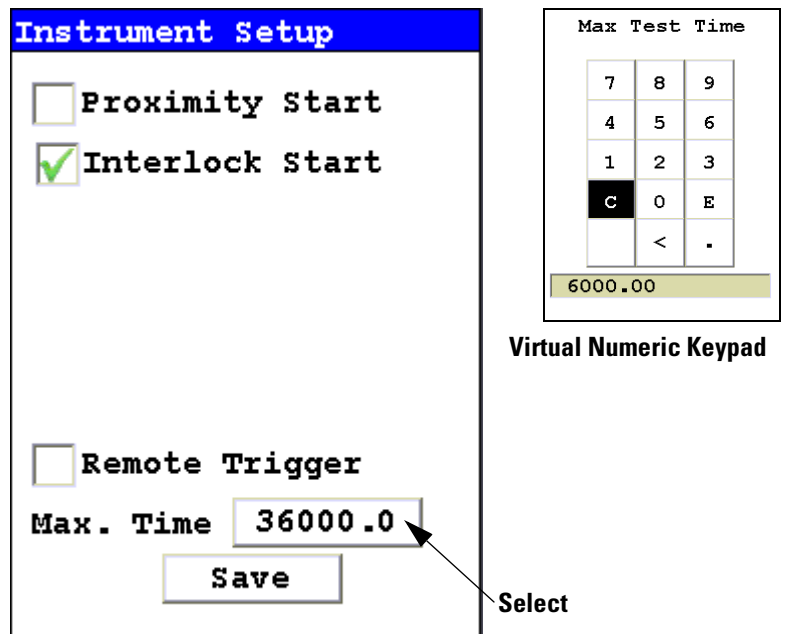 Instrument Setup
Proximity Start
Interlock Start
Remote Trigger
Max. Time 36000.0
Save
Select
Max Test Time
7 8 9
4 5 6
1 2 3
C 0 E
< .
6000.00
Virtual Numeric Keypad